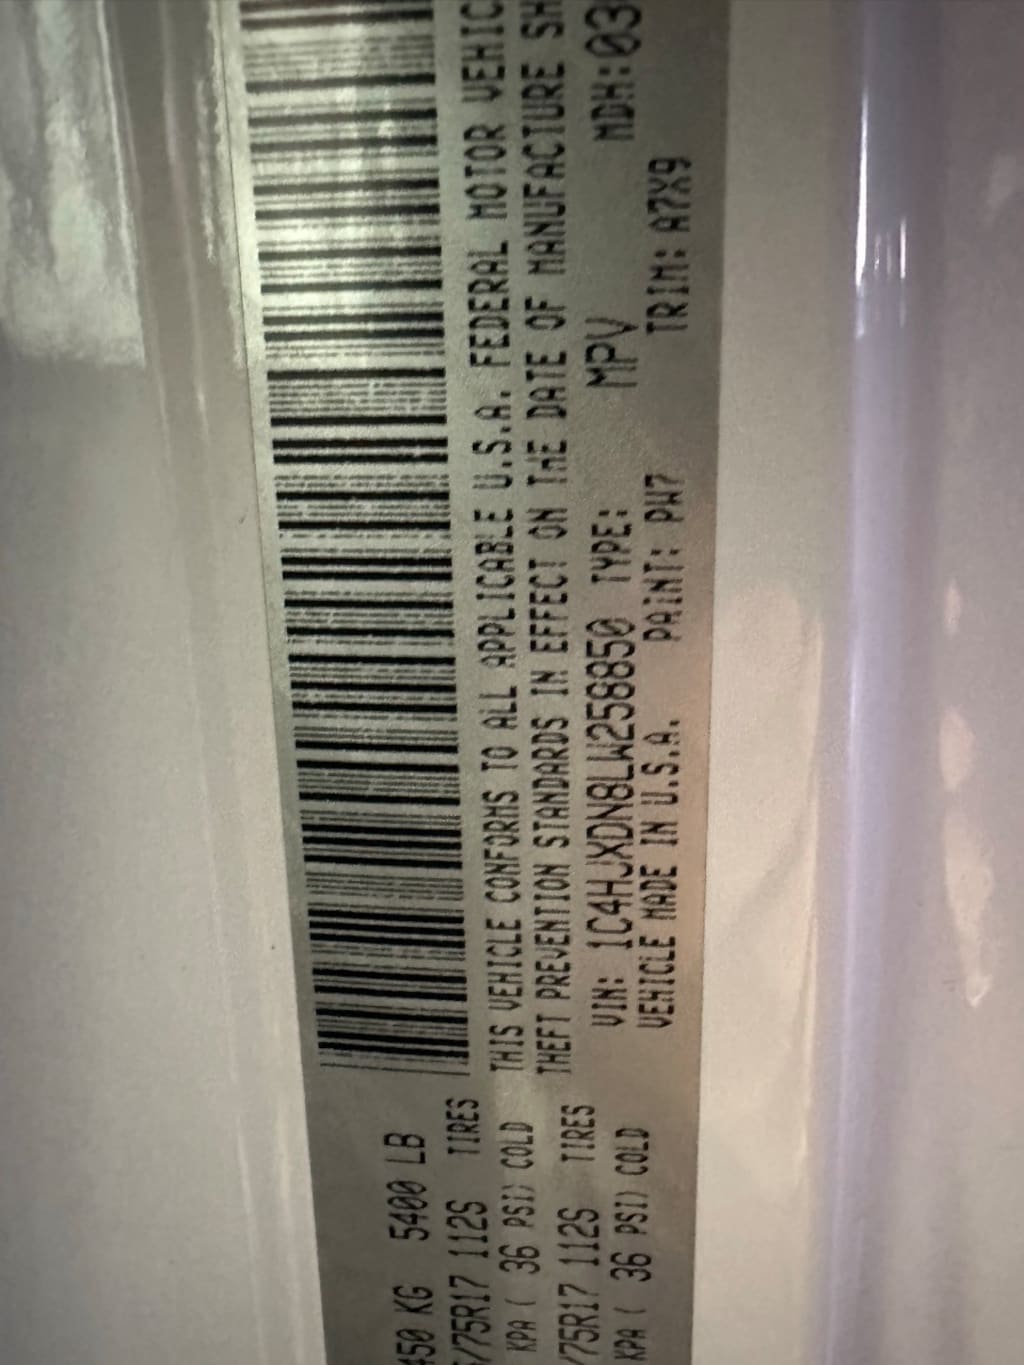 450 KG 5400 LB
/75R17 112S TIRES
KPA ( 36 PSI) COLD
/75R17 112S TIRES
KPA ( 36 PSI) COLD
THIS VEHICLE CONFORMS TO ALL APPLICABLE U.S.A. FEDERAL MOTOR VEHIC
THEFT PREVENTION STANDARDS IN EFFECT ON THE DATE OF MANUFACTURE SH
VIN: 1C4HJXDN8LW258850 TYPE: MPV MDH: 03
VEHICLE MADE IN U.S.A. PAINT: PW7 TRIM: A7X9